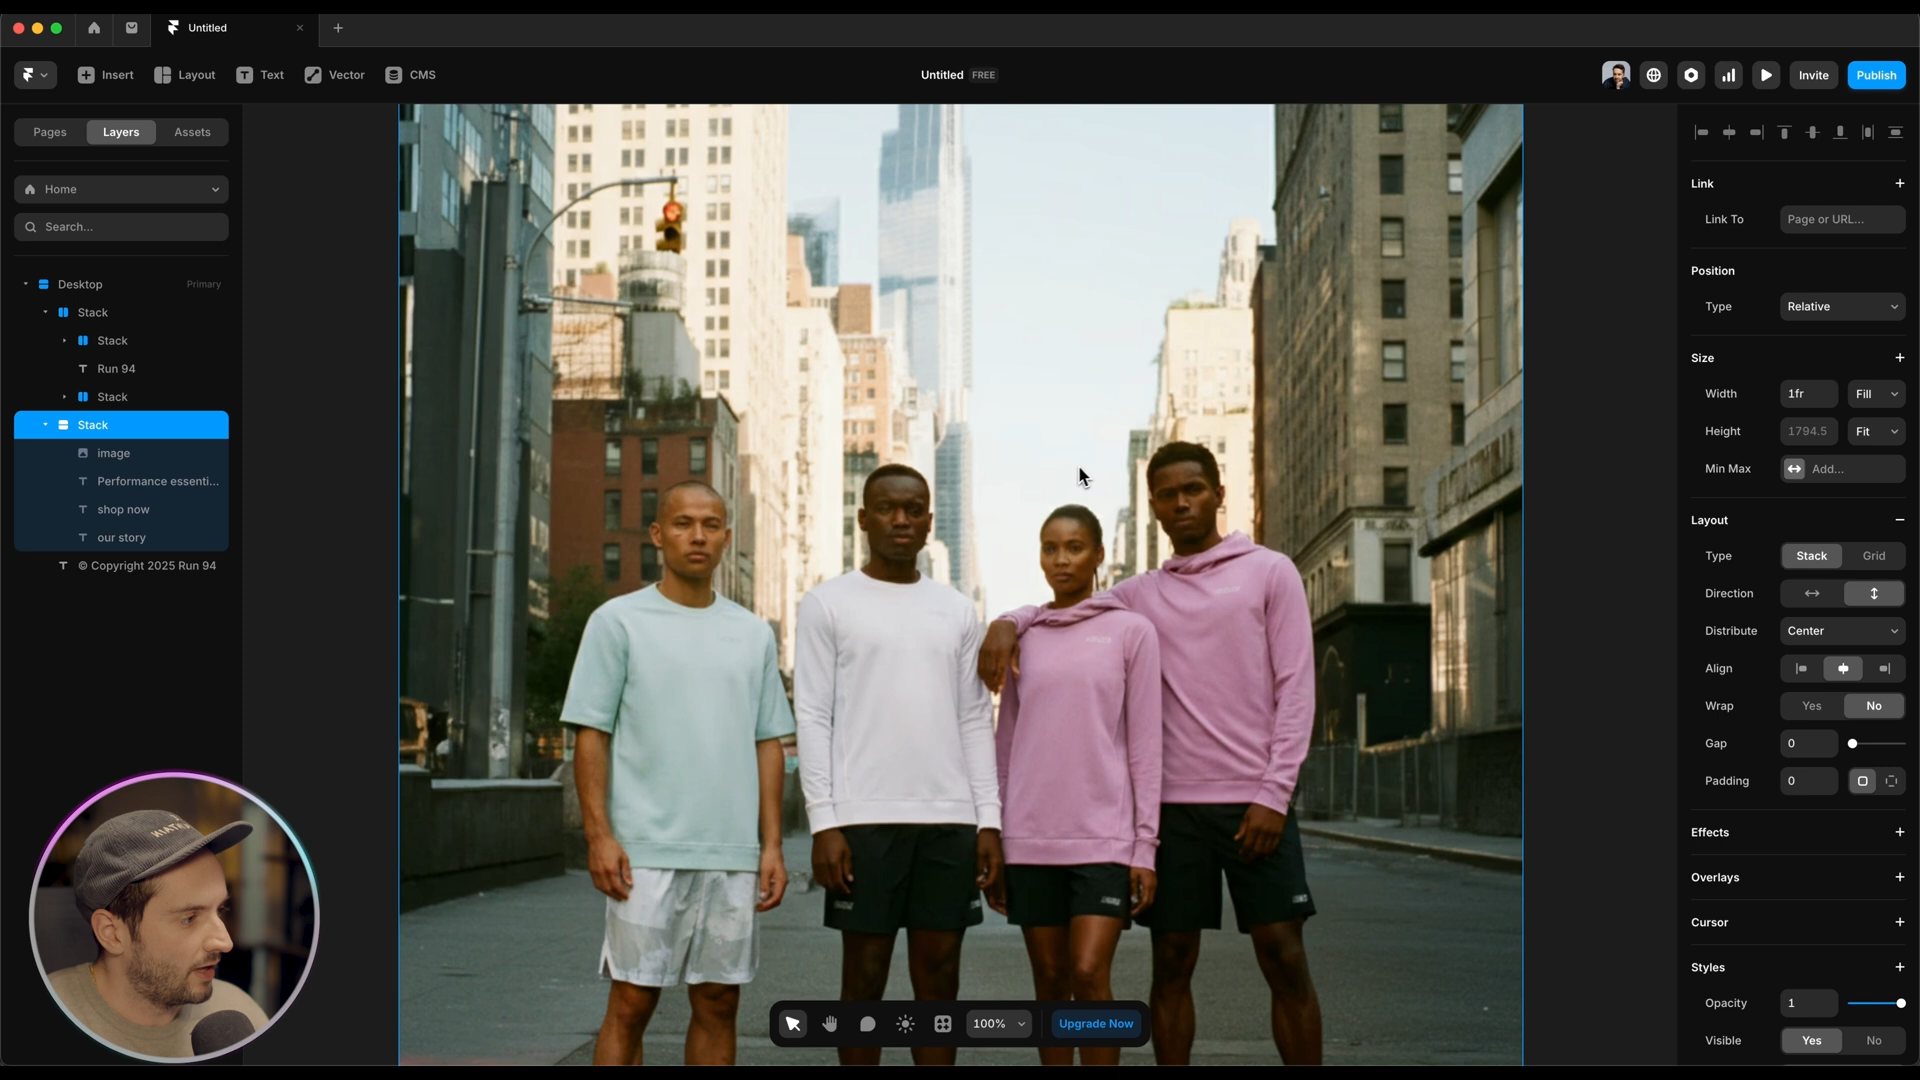 Untitled
Insert
Layout
Text
Vector
CMS
Untitled FREE
Invite
Publish
Pages
Layers
Assets
Home
Search...
Desktop
Primary
Stack
Stack
Run 94
Stack
Stack
image
Performance essenti...
shop now
our story
© Copyright 2025 Run 94
100%
Upgrade Now
Link
Link To
Page or URL...
Position
Type
Relative
Size
Width
1fr
Fill
Height
1794.5
Fit
Min Max
Add...
Layout
Type
Stack
Grid
Direction
Distribute
Center
Align
Wrap
Yes
No
Gap
0
Padding
0
Effects
Overlays
Cursor
Styles
Opacity
1
Visible
Yes
No